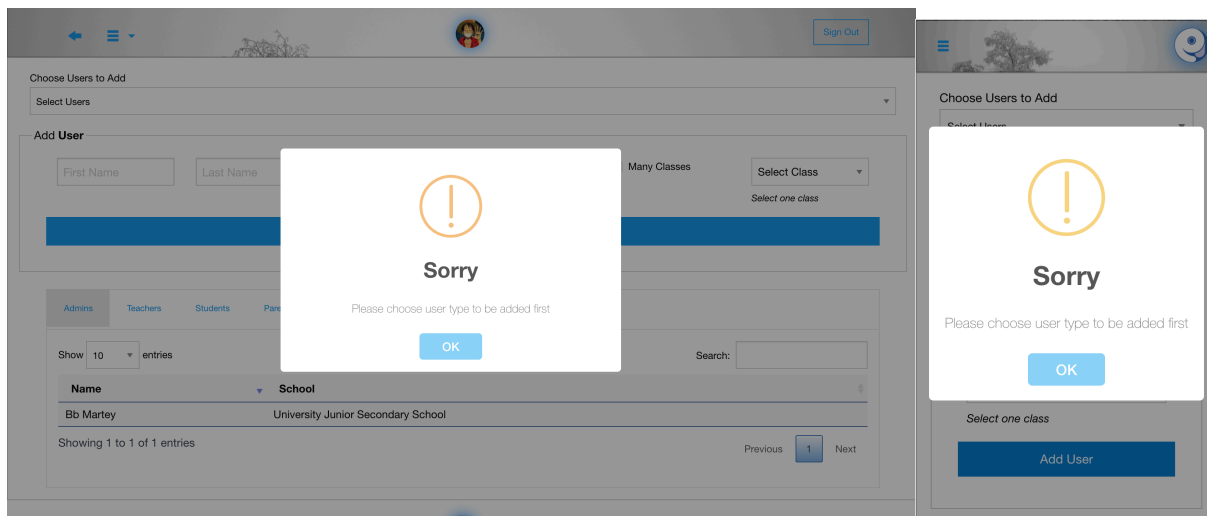 Sign Out
Choose Users to Add
Select Users
Add User
First Name Last Name Many Classes Select Class
Select one class
Sorry
Please choose user type to be added first
OK
Admins Teachers Students
Show 10 entries Search:
Name School
Bb Martey University Junior Secondary School
Showing 1 to 1 of 1 entries Previous 1 Next
Choose Users to Add
Sorry
Please choose user type to be added first
OK
Select one class
Add User